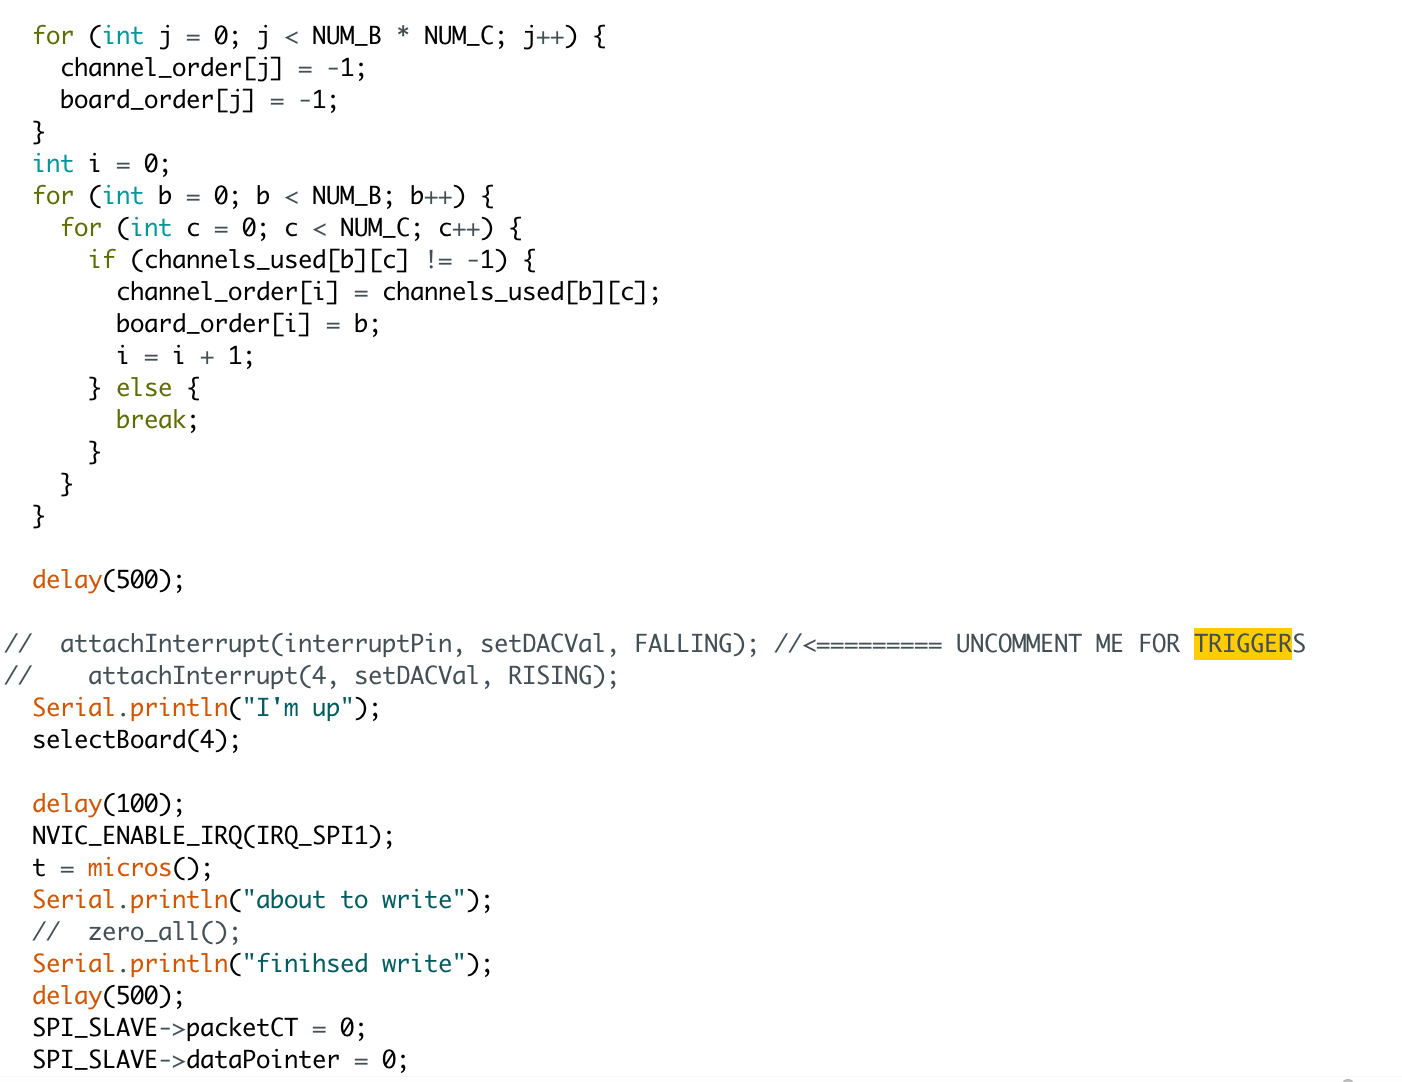 for (int j = 0; j < NUM_B * NUM_C; j++) {
channel_order[j] = -1;
board_order[j] = -1;
}
int i = 0;
for (int b = 0; b < NUM_B; b++) {
for (int c = 0; c < NUM_C; c++) {
if (channels_used[b][c] != -1) {
channel_order[i] = channels_used[b][c];
board_order[i] = b;
i = i + 1;
} else {
break;
}
}
}
delay(500);
//  attachInterrupt(interruptPin, setDACVal, FALLING); //<========= UNCOMMENT ME FOR TRIGGERS
//    attachInterrupt(4, setDACVal, RISING);
Serial.println("I'm up");
selectBoard(4);
delay(100);
NVIC_ENABLE_IRQ(IRQ_SPI1);
t = micros();
Serial.println("about to write");
//  zero_all();
Serial.println("finihsed write");
delay(500);
SPI_SLAVE->packetCT = 0;
SPI_SLAVE->dataPointer = 0;